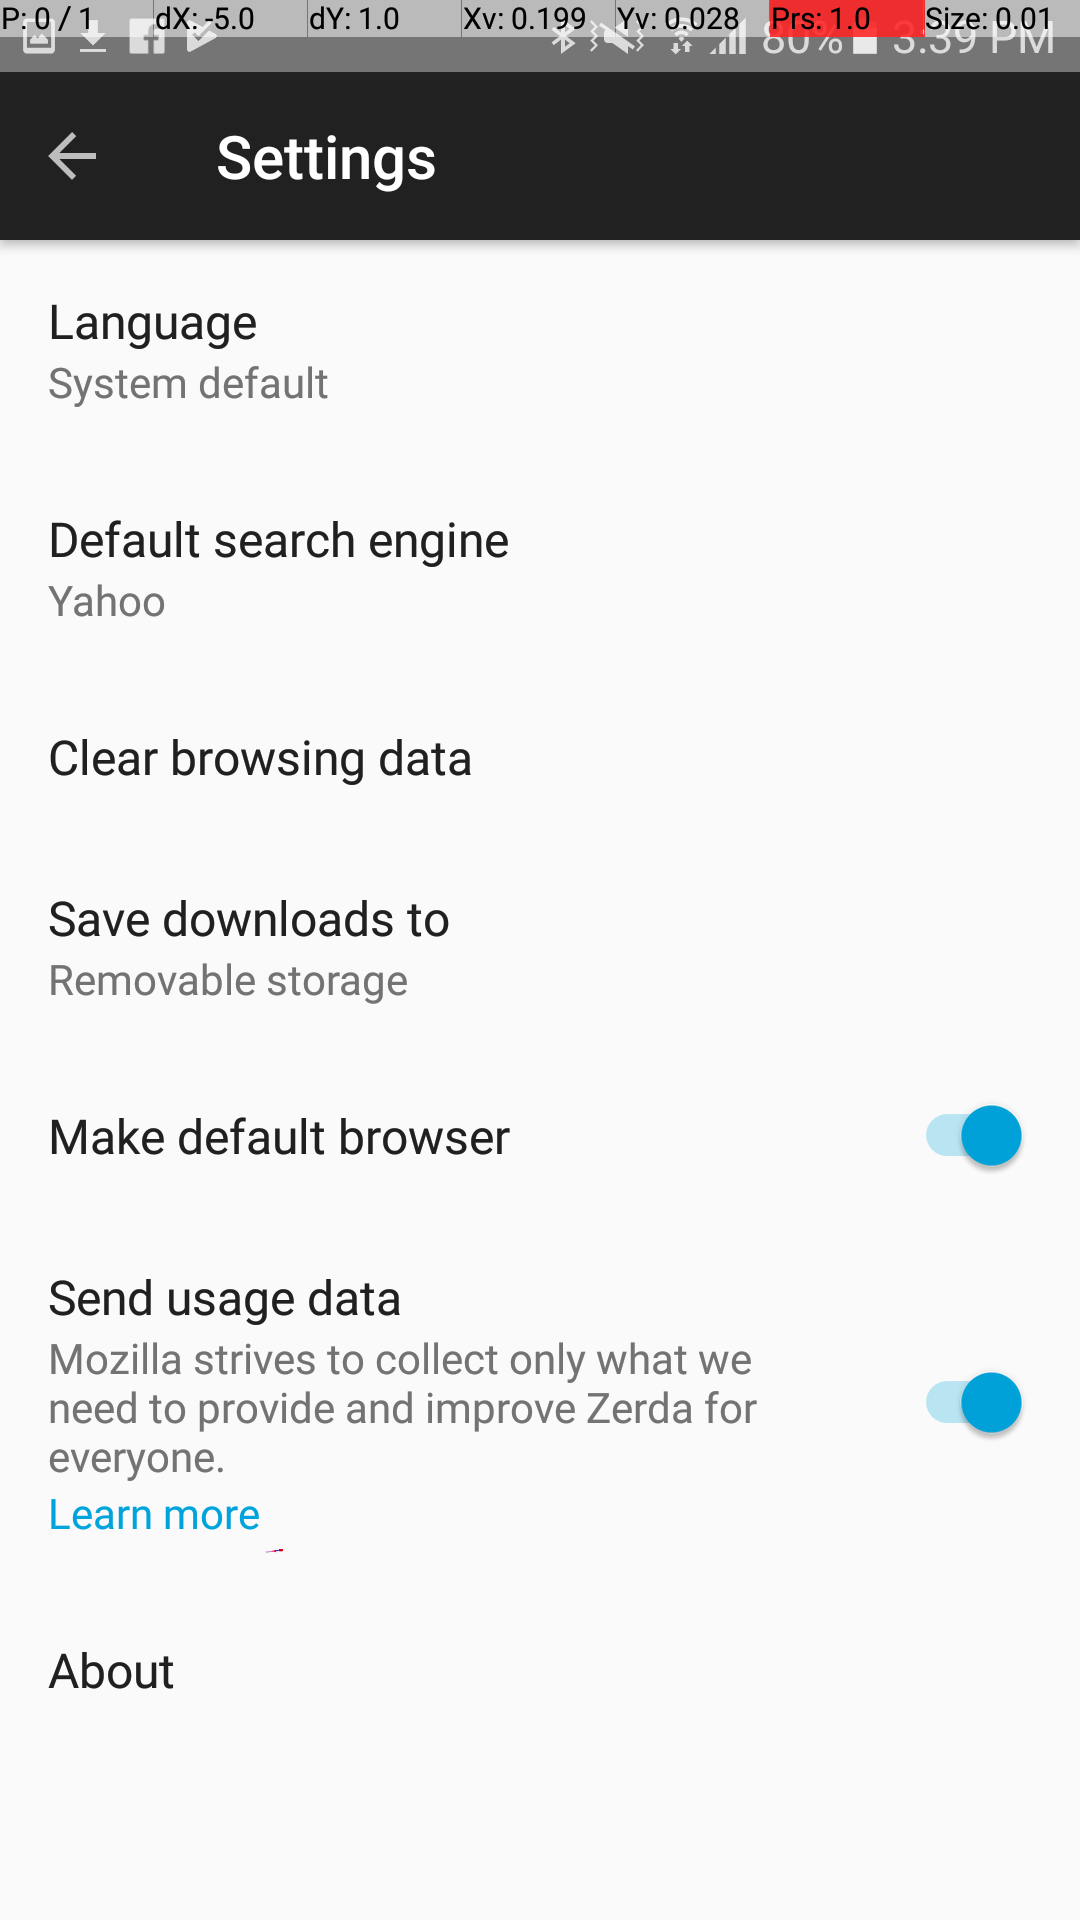 P: 0 / 1 dX: -5.0 dY: 1.0 Xv: 0.199 Yv: 0.028 Prs: 1.0 Size: 0.01
80% 3:39 PM
Settings
Language
System default
Default search engine
Yahoo
Clear browsing data
Save downloads to
Removable storage
Make default browser
Send usage data
Mozilla strives to collect only what we
need to provide and improve Zerda for
everyone.
Learn more
About